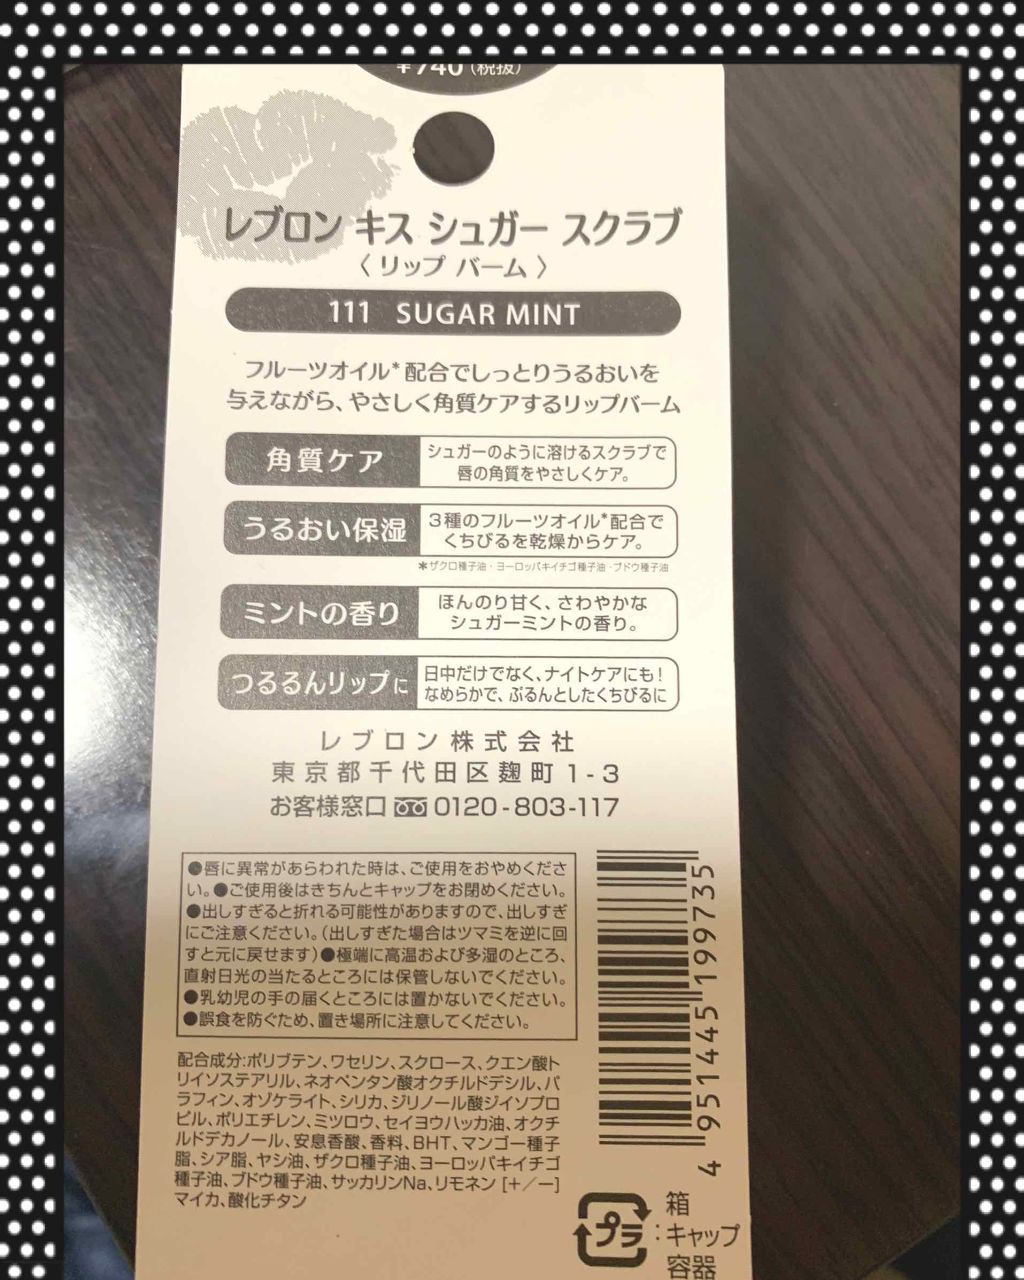 ¥740（税抜）
レブロン キス シュガー スクラブ
〈リップ バーム〉
111 SUGAR MINT
フルーツオイル*配合でしっとりうるおいを
与えながら、やさしく角質ケアするリップバーム
角質ケア
シュガーのように溶けるスクラブで
唇の角質をやさしくケア。
うるおい保湿
3種のフルーツオイル*配合で
くちびるを乾燥からケア。
*ザクロ種子油・ヨーロッパキイチゴ種子油・ブドウ種子油
ミントの香り
ほんのり甘く、さわやかな
シュガーミントの香り。
つるるんリップに
日中だけでなく、ナイトケアにも!
なめらかで、ぷるんとしたくちびるに
レブロン株式会社
東京都千代田区麹町1-3
お客様窓口 0120-803-117
●唇に異常があらわれた時は、ご使用をおやめくださ
い。●ご使用後はきちんとキャップをお閉めください。
●出しすぎると折れる可能性がありますので、出しすぎ
にご注意ください。(出しすぎた場合はツマミを逆に回
すと元に戻せます)●極端に高温および多湿のところ、
直射日光の当たるところには保管しないでください。
●乳幼児の手の届くところには置かないでください。
●誤食を防ぐため、置き場所に注意してください。
配合成分:ポリブテン、ワセリン、スクロース、クエン酸ト
リイソステアリル、ネオペンタン酸オクチルドデシル、パ
ラフィン、オゾケライト、シリカ、ジリノール酸ジイソプロ
ピル、ポリエチレン、ミツロウ、セイヨウハッカ油、オクチ
ルドデカノール、安息香酸、香料、BHT、マンゴー種子
脂、シア脂、ヤシ油、ザクロ種子油、ヨーロッパキイチゴ
種子油、ブドウ種子油、サッカリンNa、リモネン [+/−]
マイカ、酸化チタン
4 951445 199735
プラ
箱
:キャップ
容器